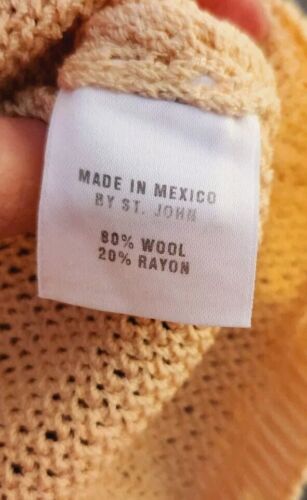 MADE IN MEXICO
BY ST. JOHN
80% WOOL
20% RAYON